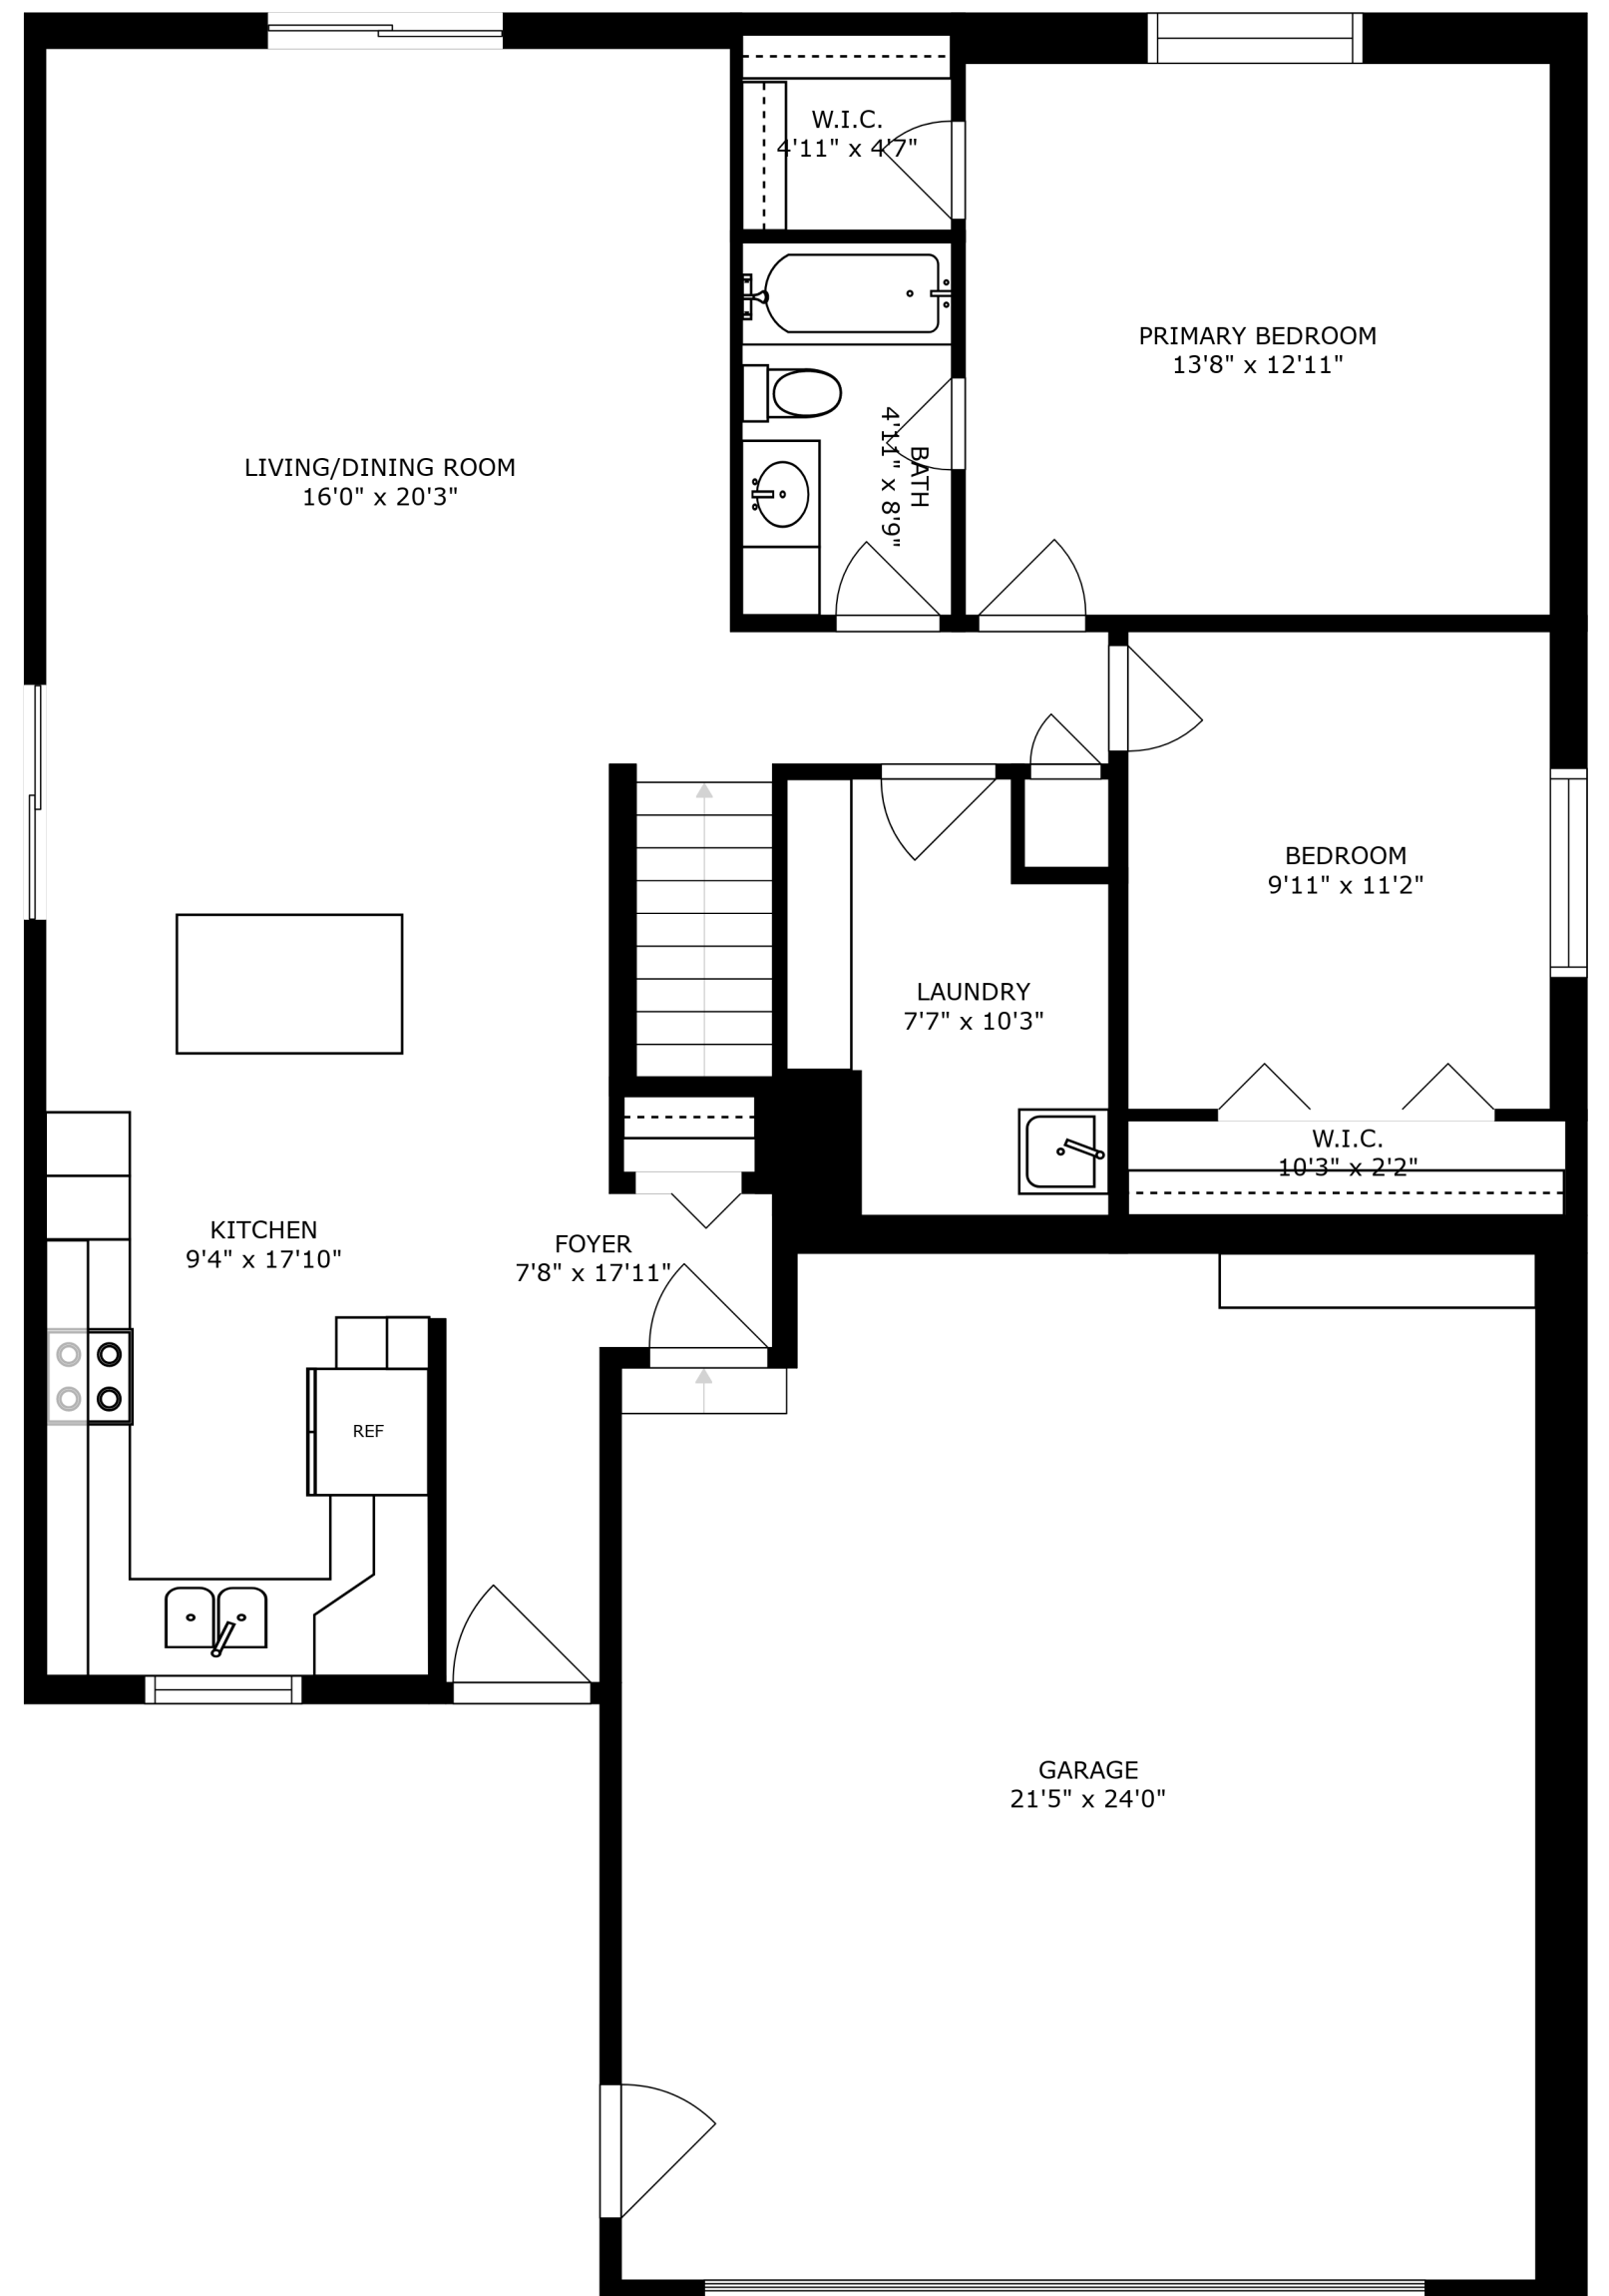 W.I.C.
4'11" x 4'7"
PRIMARY BEDROOM
13'8" x 12'11"
LIVING/DINING ROOM
16'0" x 20'3"
BATH
4'11" x 8'9"
BEDROOM
9'11" x 11'2"
LAUNDRY
7'7" x 10'3"
W.I.C.
10'3" x 2'2"
KITCHEN
9'4" x 17'10"
FOYER
7'8" x 17'11"
REF
GARAGE
21'5" x 24'0"